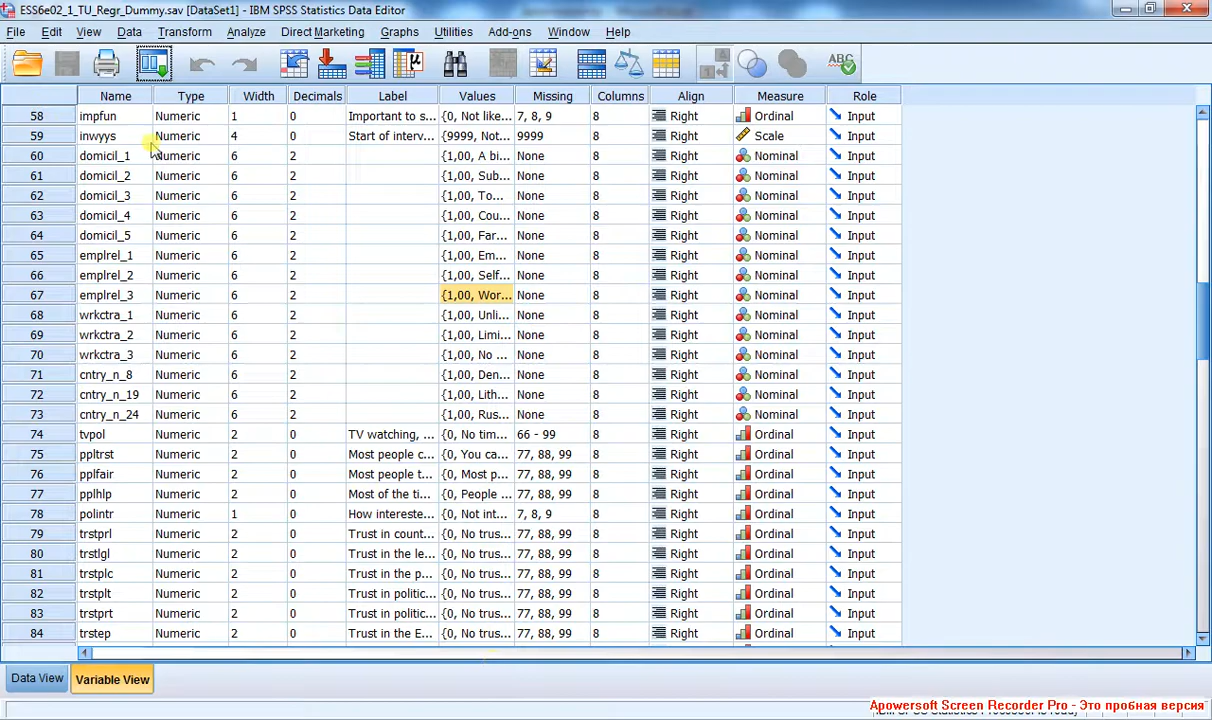 ESS6e02_1_TU_Regr_Dummy.sav [DataSet1] - IBM SPSS Statistics Data Editor
File Edit View Data Transform Analyze Direct Marketing Graphs Utilities Add-ons Window Help
Name Type Width Decimals Label Values Missing Columns Align Measure Role
58 impfun Numeric 1 0 Important to s... {0, Not like... 7, 8, 9 8 Right Ordinal Input
59 inwyys Numeric 4 0 Start of interv... {9999, Not... 9999 8 Right Scale Input
60 domicil_1 Numeric 6 2 {1,00, A bi... None 8 Right Nominal Input
61 domicil_2 Numeric 6 2 {1,00, Sub... None 8 Right Nominal Input
62 domicil_3 Numeric 6 2 {1,00, To... None 8 Right Nominal Input
63 domicil_4 Numeric 6 2 {1,00, Cou... None 8 Right Nominal Input
64 domicil_5 Numeric 6 2 {1,00, Far... None 8 Right Nominal Input
65 emplrel_1 Numeric 6 2 {1,00, Em... None 8 Right Nominal Input
66 emplrel_2 Numeric 6 2 {1,00, Self... None 8 Right Nominal Input
67 emplrel_3 Numeric 6 2 {1,00, Wor... None 8 Right Nominal Input
68 wrkctra_1 Numeric 6 2 {1,00, Unli... None 8 Right Nominal Input
69 wrkctra_2 Numeric 6 2 {1,00, Limi... None 8 Right Nominal Input
70 wrkctra_3 Numeric 6 2 {1,00, No ... None 8 Right Nominal Input
71 cntry_n_8 Numeric 6 2 {1,00, Den... None 8 Right Nominal Input
72 cntry_n_19 Numeric 6 2 {1,00, Lith... None 8 Right Nominal Input
73 cntry_n_24 Numeric 6 2 {1,00, Rus... None 8 Right Nominal Input
74 tvpol Numeric 2 0 TV watching, ... {0, No tim... 66 - 99 8 Right Ordinal Input
75 ppltrst Numeric 2 0 Most people c... {0, You ca... 77, 88, 99 8 Right Ordinal Input
76 pplfair Numeric 2 0 Most people t... {0, Most p... 77, 88, 99 8 Right Ordinal Input
77 pplhlp Numeric 2 0 Most of the ti... {0, People ... 77, 88, 99 8 Right Ordinal Input
78 polintr Numeric 1 0 How intereste... {0, Not int... 7, 8, 9 8 Right Ordinal Input
79 trstprl Numeric 2 0 Trust in count... {0, No trus... 77, 88, 99 8 Right Ordinal Input
80 trstlgl Numeric 2 0 Trust in the le... {0, No trus... 77, 88, 99 8 Right Ordinal Input
81 trstplc Numeric 2 0 Trust in the p... {0, No trus... 77, 88, 99 8 Right Ordinal Input
82 trstplt Numeric 2 0 Trust in politic... {0, No trus... 77, 88, 99 8 Right Ordinal Input
83 trstprt Numeric 2 0 Trust in politic... {0, No trus... 77, 88, 99 8 Right Ordinal Input
84 trstep Numeric 2 0 Trust in the E... {0, No trus... 77, 88, 99 8 Right Ordinal Input
Data View Variable View
Apowersoft Screen Recorder Pro - Это пробная версия